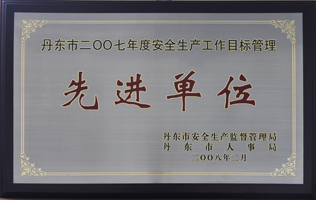 丹东市二〇〇七年度安全生产工作目标管理
先进单位
丹东市安全生产监督管理局
丹东市人事局
二〇〇八年二月